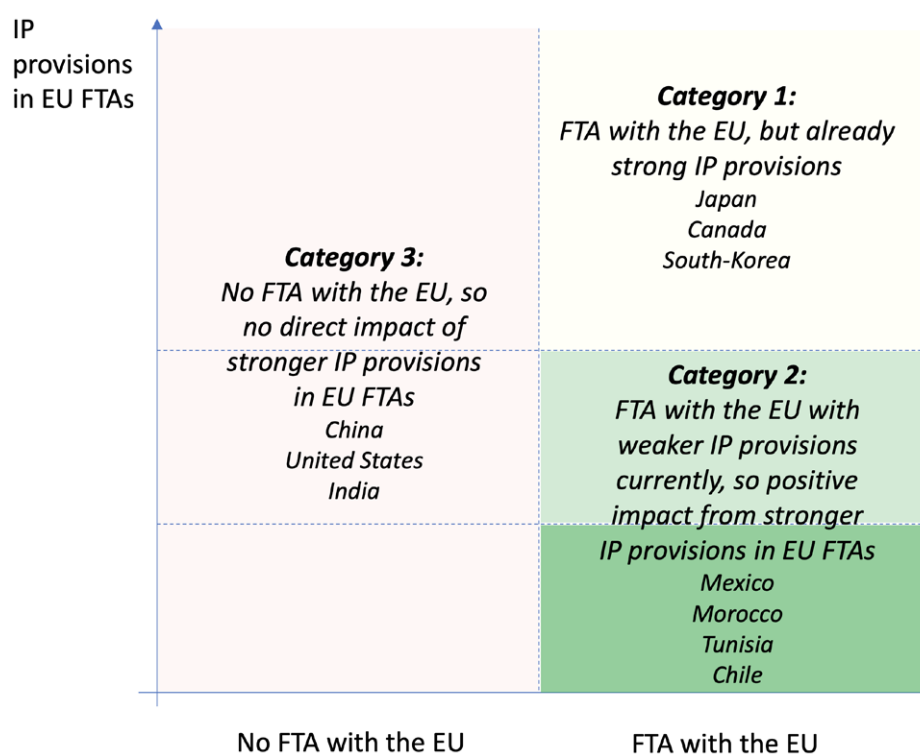 IP
provisions
in EU FTAs
Category 1:
FTA with the EU, but already
strong IP provisions
Japan
Canada
South-Korea
Category 3:
No FTA with the EU, so
no direct impact of
stronger IP provisions
in EU FTAs
China
United States
India
Category 2:
FTA with the EU with
weaker IP provisions
currently, so positive
impact from stronger
IP provisions in EU FTAs
Mexico
Morocco
Tunisia
Chile
No FTA with the EU
FTA with the EU